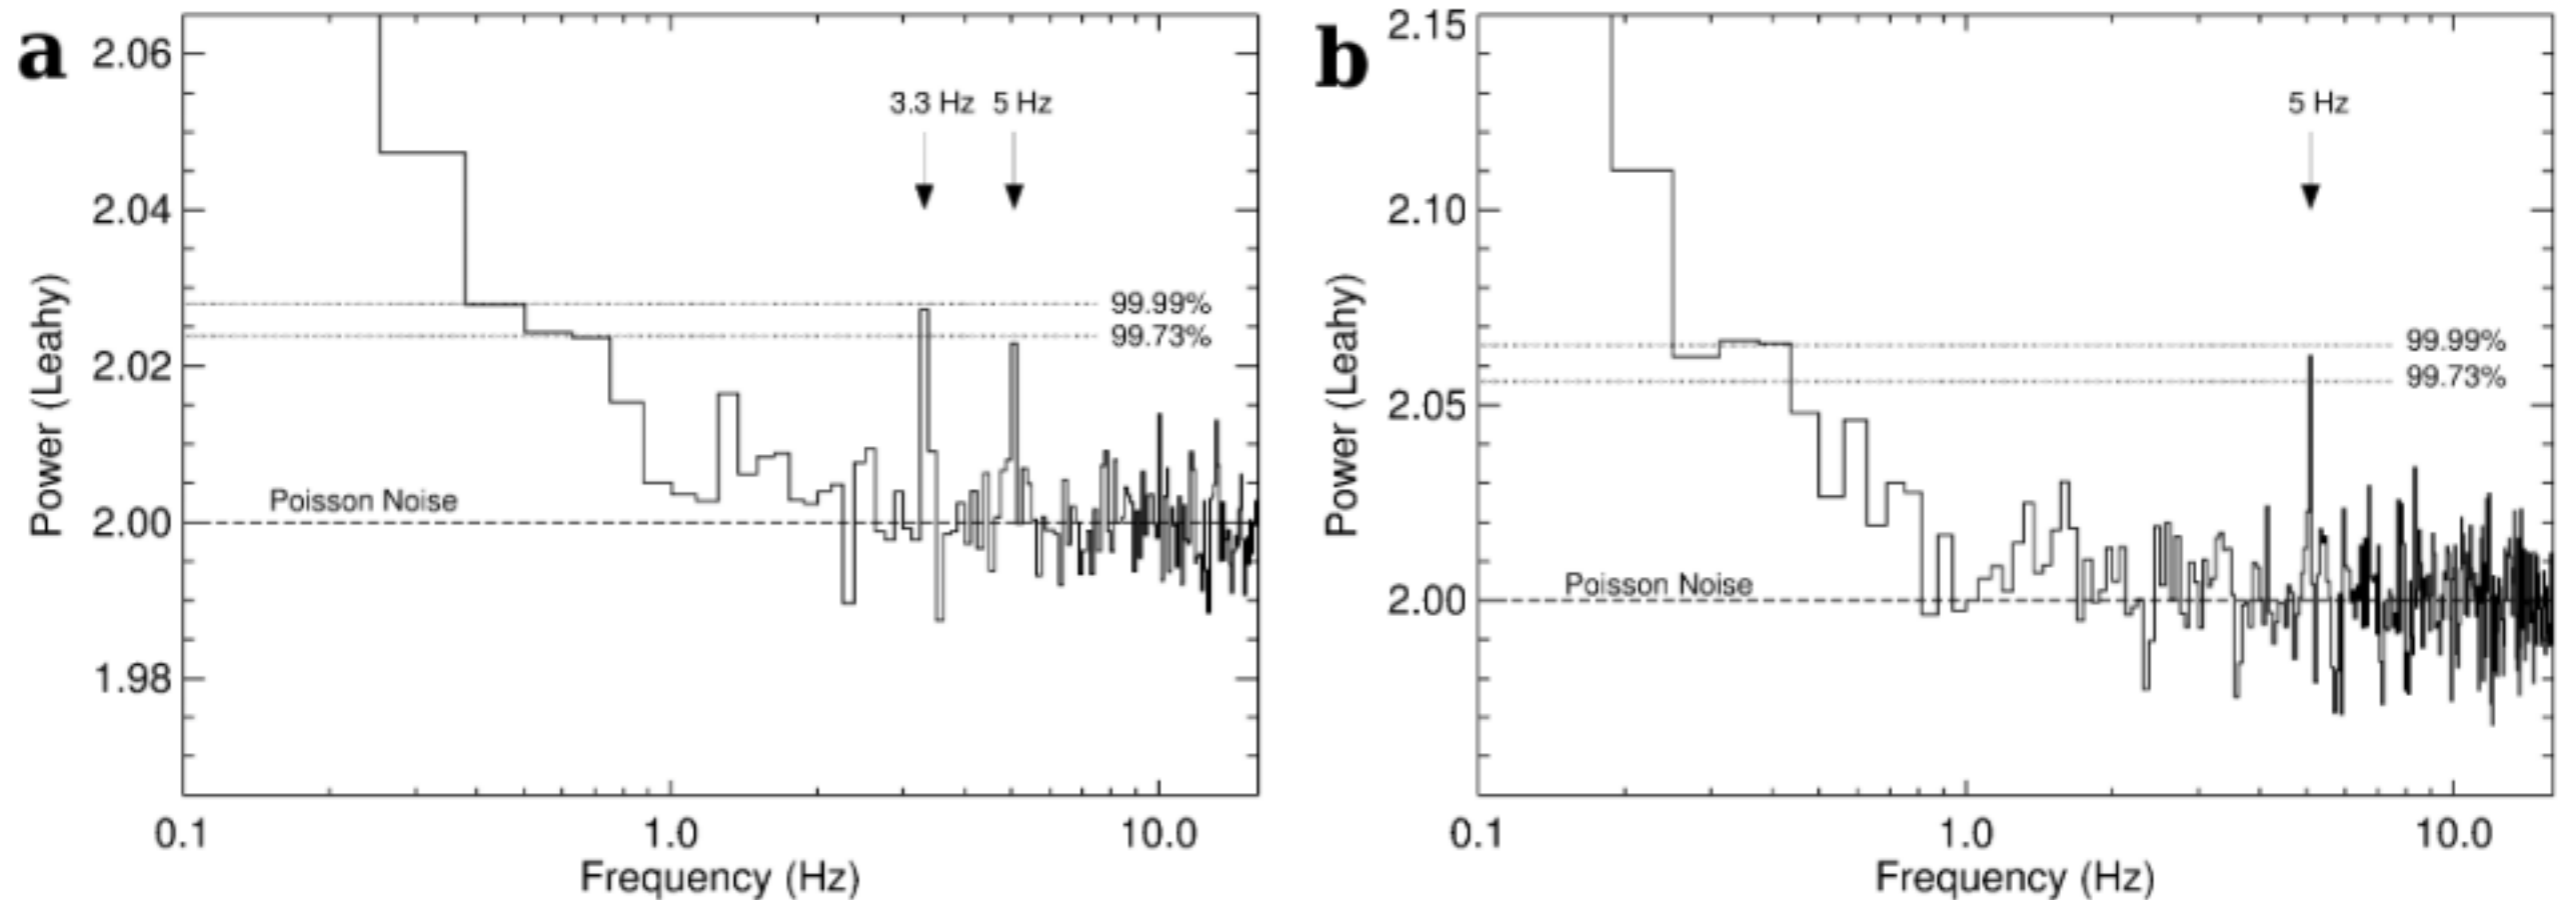 a
2.06
2.04
2.02
2.00
1.98
Power (Leahy)
3.3 Hz
5 Hz
99.99%
99.73%
Poisson Noise
0.1
1.0
10.0
Frequency (Hz)
b
2.15
2.10
2.05
2.00
Power (Leahy)
5 Hz
99.99%
99.73%
Poisson Noise
0.1
1.0
10.0
Frequency (Hz)